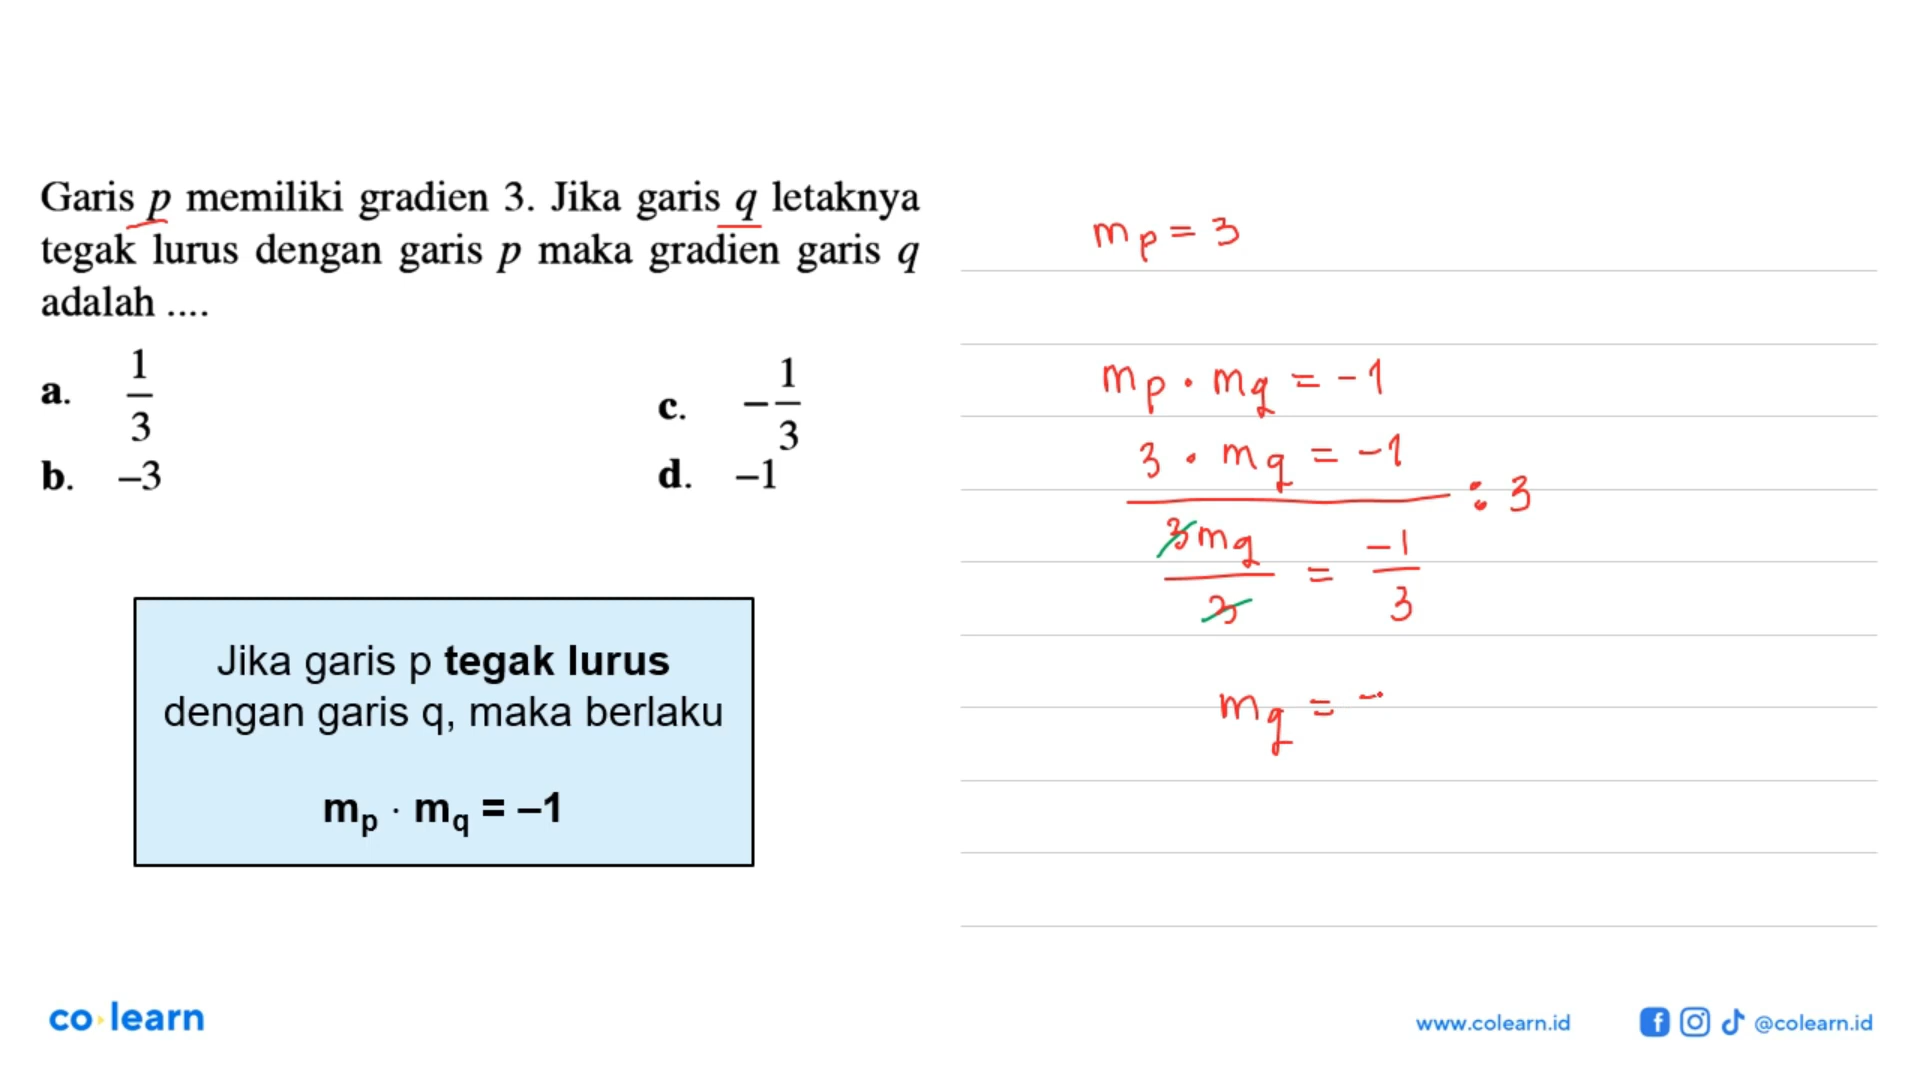 Garis p memiliki gradien 3. Jika garis q letaknya
tegak lurus dengan garis p maka gradien garis q
adalah ....
a. 1/3
c. -1/3
b. –3
d. –1
Jika garis p tegak lurus
dengan garis q, maka berlaku
mp · mq = –1
mp = 3
mp · mq = -1
3 · mq = -1
: 3
3mq/3 = -1/3
mq = -
co learn
www.colearn.id
@colearn.id